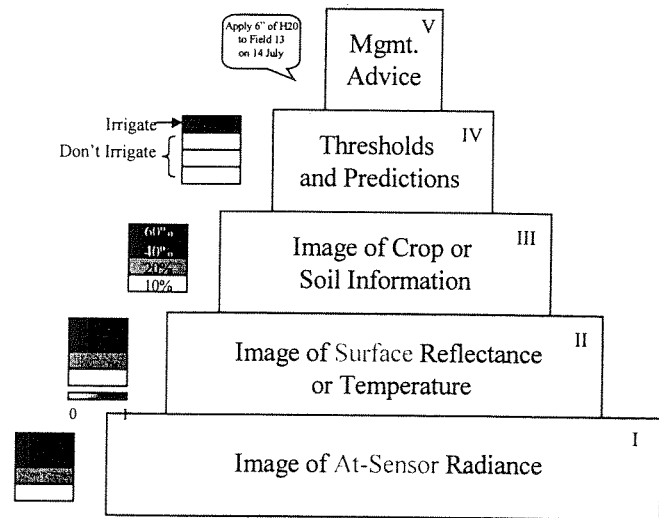 Apply 6" of H20
to Field 13
on 14 July
V
Mgmt.
Advice
Irrigate
Don't Irrigate
IV
Thresholds
and Predictions
60%
40%
20%
10%
III
Image of Crop or
Soil Information
II
Image of Surface Reflectance
or Temperature
0 1
I
Image of At-Sensor Radiance